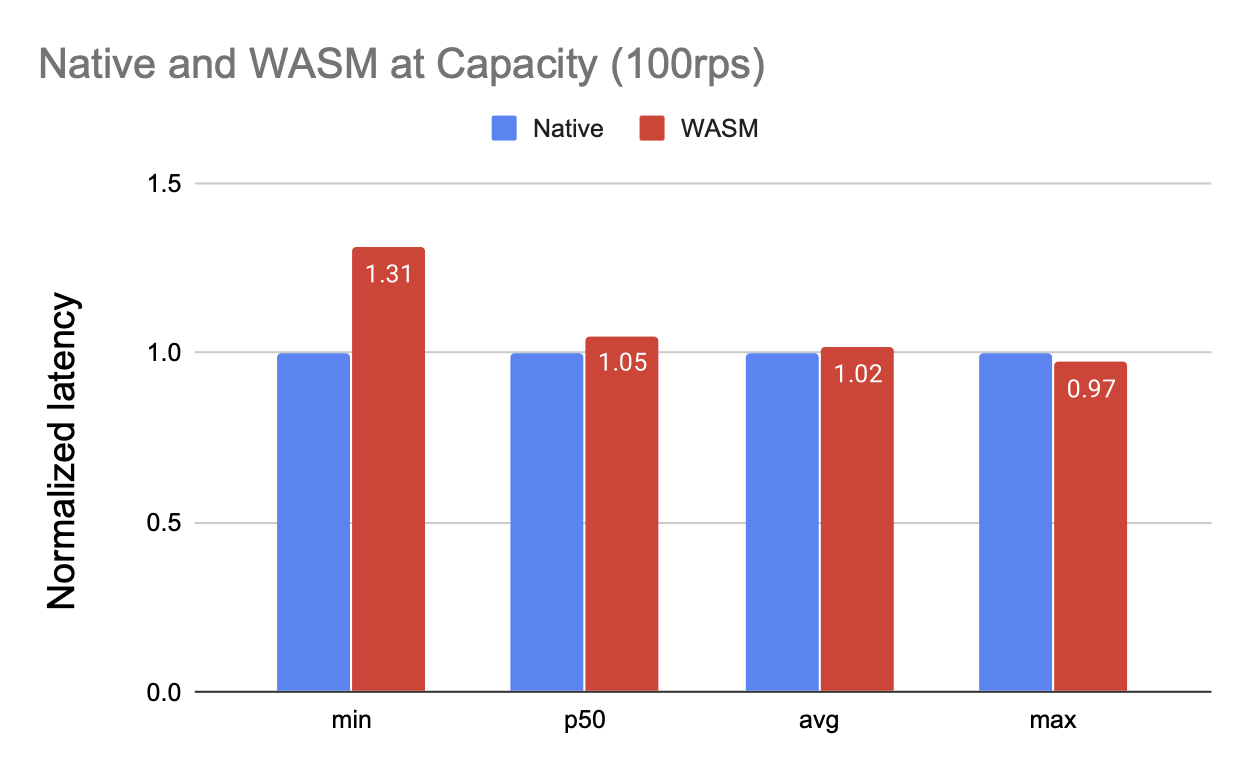 Native and WASM at Capacity (100rps)
Native
WASM
Normalized latency
1.5
1.0
0.5
0.0
1.31
1.05
1.02
0.97
min
p50
avg
max